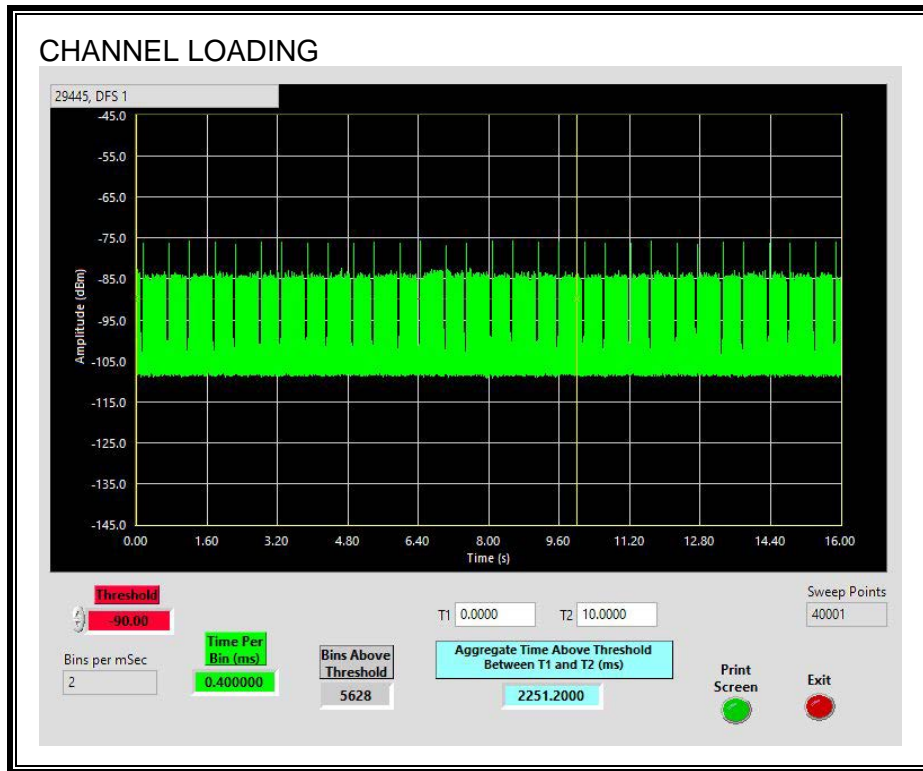 CHANNEL LOADING
29445, DFS 1
-45.0
-55.0
-65.0
-75.0
-85.0
-95.0
-105.0
-115.0
-125.0
-135.0
-145.0
Amplitude (dBm)
0.00 1.60 3.20 4.80 6.40 8.00 9.60 11.20 12.80 14.40 16.00
Time (s)
Threshold
-90.00
Bins per mSec
2
Time Per
Bin (ms)
0.400000
Bins Above
Threshold
5628
T1 0.0000 T2 10.0000
Aggregate Time Above Threshold
Between T1 and T2 (ms)
2251.2000
Sweep Points
40001
Print
Screen
Exit